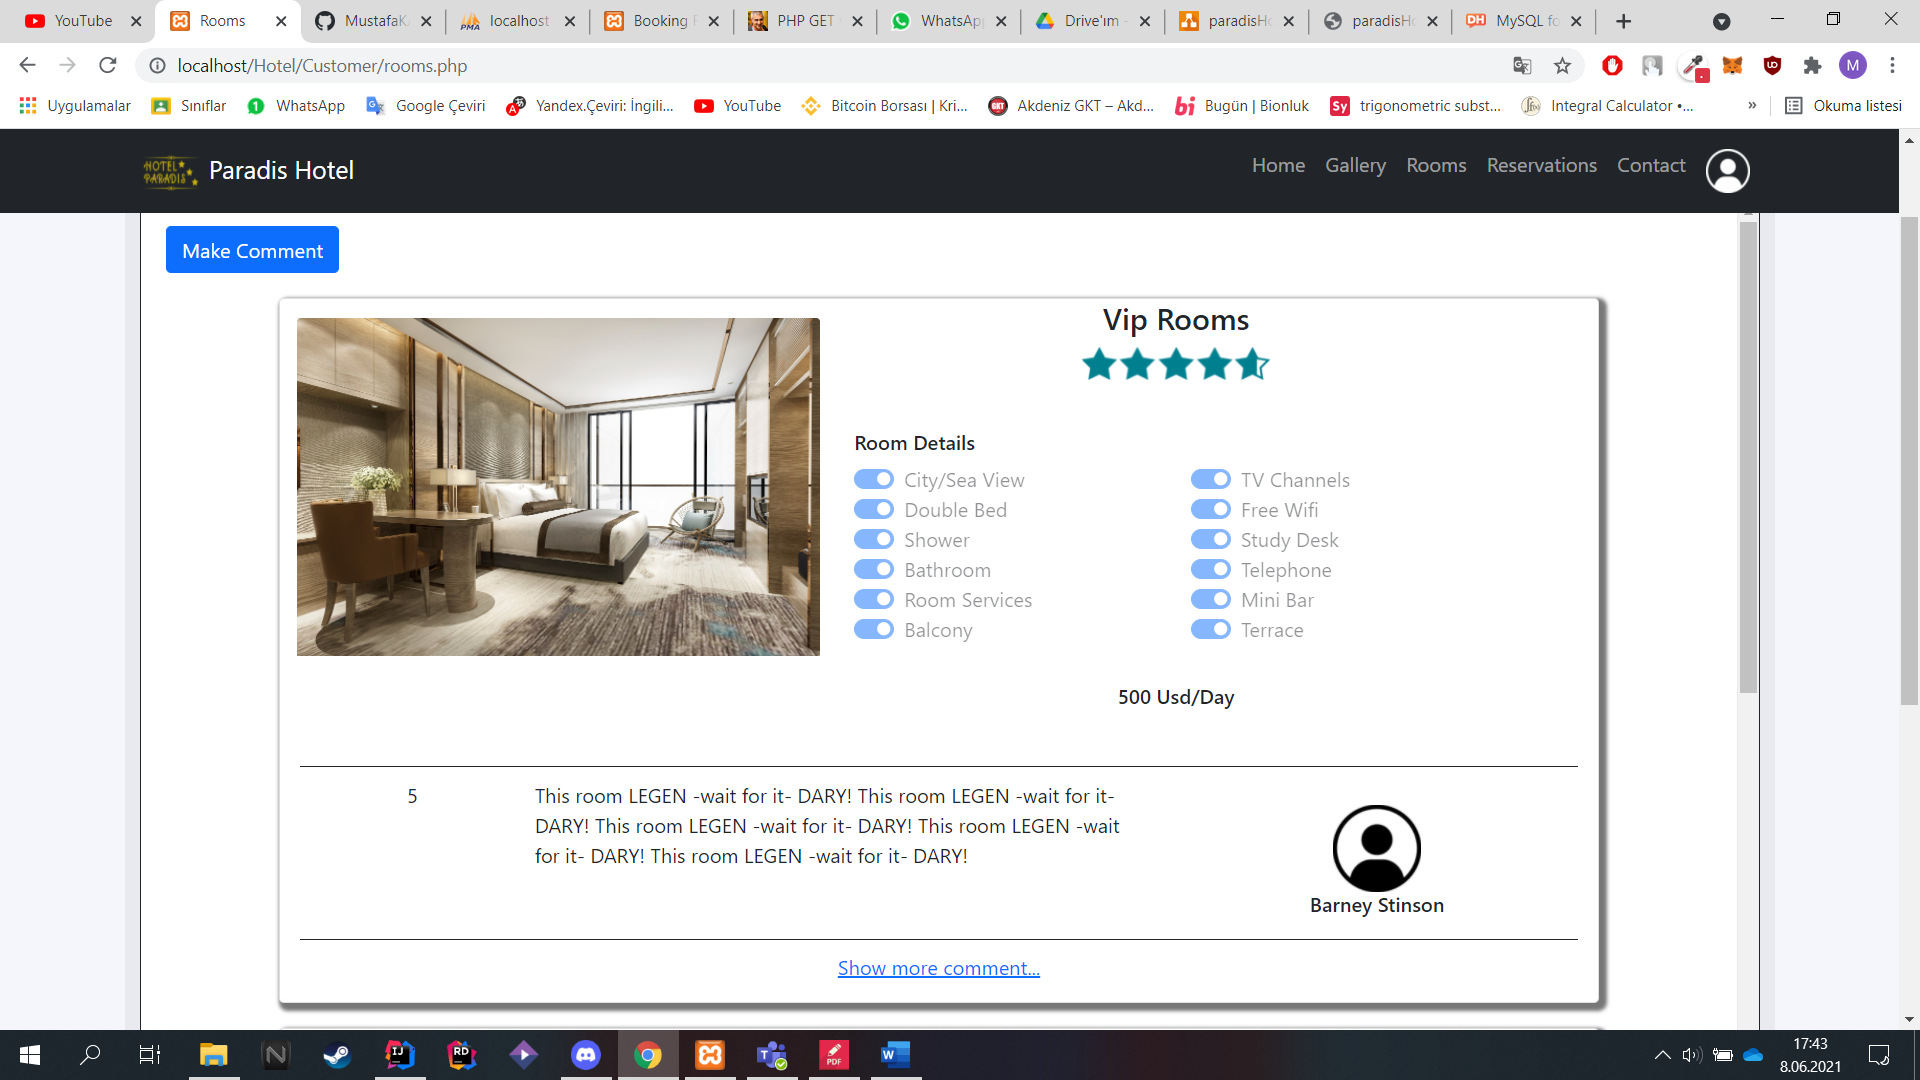 YouTube
Rooms
MustafaKA
localhost
Booking F
PHP GET
WhatsApp
Drive'ım -
paradisHo
paradisHo
MySQL fo
localhost/Hotel/Customer/rooms.php
M
Uygulamalar
Sınıflar
WhatsApp
Google Çeviri
Yandex.Çeviri: İngili...
YouTube
Bitcoin Borsası | Kri...
Akdeniz GKT – Akd...
Bugün | Bionluk
trigonometric subst...
Integral Calculator •...
»
Okuma listesi
HOTEL
PARADIS
Paradis Hotel
Home
Gallery
Rooms
Reservations
Contact
Make Comment
Vip Rooms
Room Details
City/Sea View
TV Channels
Double Bed
Free Wifi
Shower
Study Desk
Bathroom
Telephone
Room Services
Mini Bar
Balcony
Terrace
500 Usd/Day
5
This room LEGEN -wait for it- DARY! This room LEGEN -wait for it-
DARY! This room LEGEN -wait for it- DARY! This room LEGEN -wait
for it- DARY! This room LEGEN -wait for it- DARY!
Barney Stinson
Show more comment...
17:43
8.06.2021